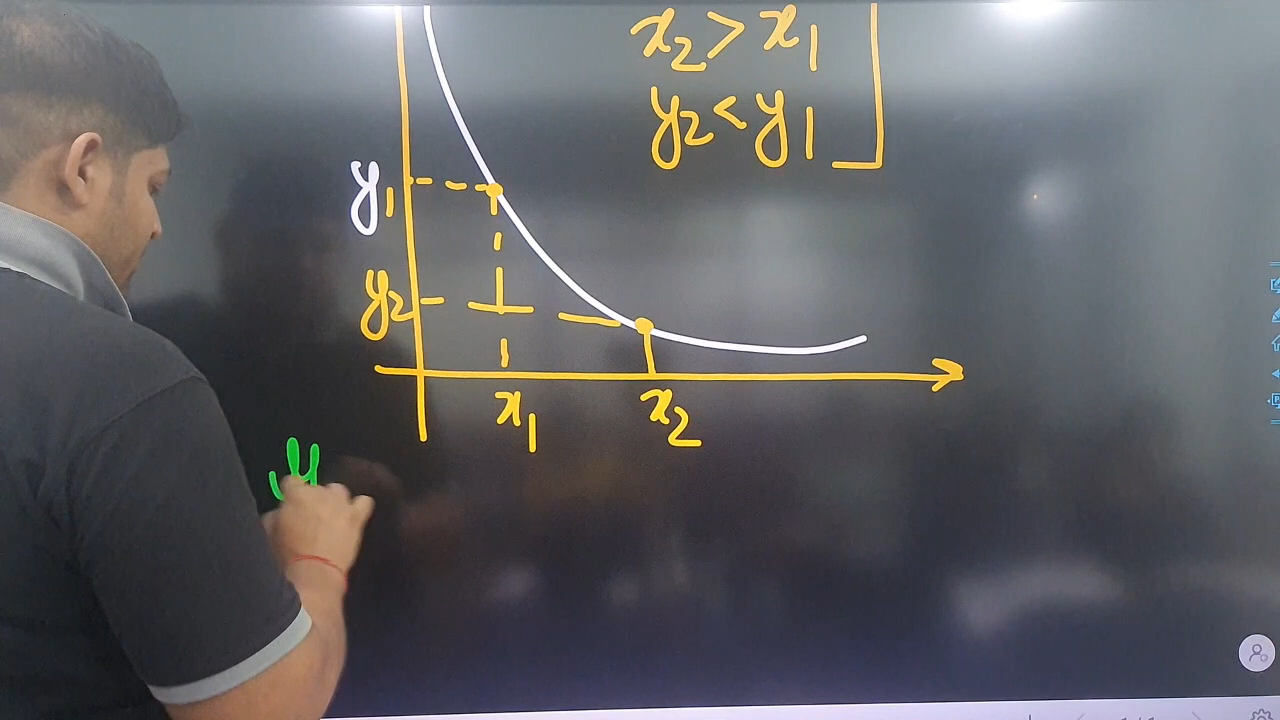 x₂ > x₁
y₂ < y₁
y₁
y₂
x₁ x₂
y